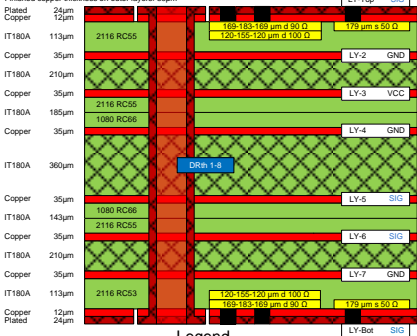 Plated 24µm LY-Top SIG
Copper 12µm
169-183-169 µm d 90 Ω 179 µm s 50 Ω
IT180A 113µm 2116 RC55 120-155-120 µm d 100 Ω
Copper 35µm LY-2 GND
IT180A 210µm
Copper 35µm LY-3 VCC
2116 RC55
IT180A 185µm
1080 RC66
Copper 35µm LY-4 GND
IT180A 360µm DRth 1-8
Copper 35µm LY-5 SIG
1080 RC66
IT180A 143µm
2116 RC55
Copper 35µm LY-6 SIG
IT180A 210µm
Copper 35µm LY-7 GND
IT180A 113µm 2116 RC53 120-155-120 µm d 100 Ω
169-183-169 µm d 90 Ω 179 µm s 50 Ω
Copper 12µm
Plated 24µm
LY-Bot SIG
Legend